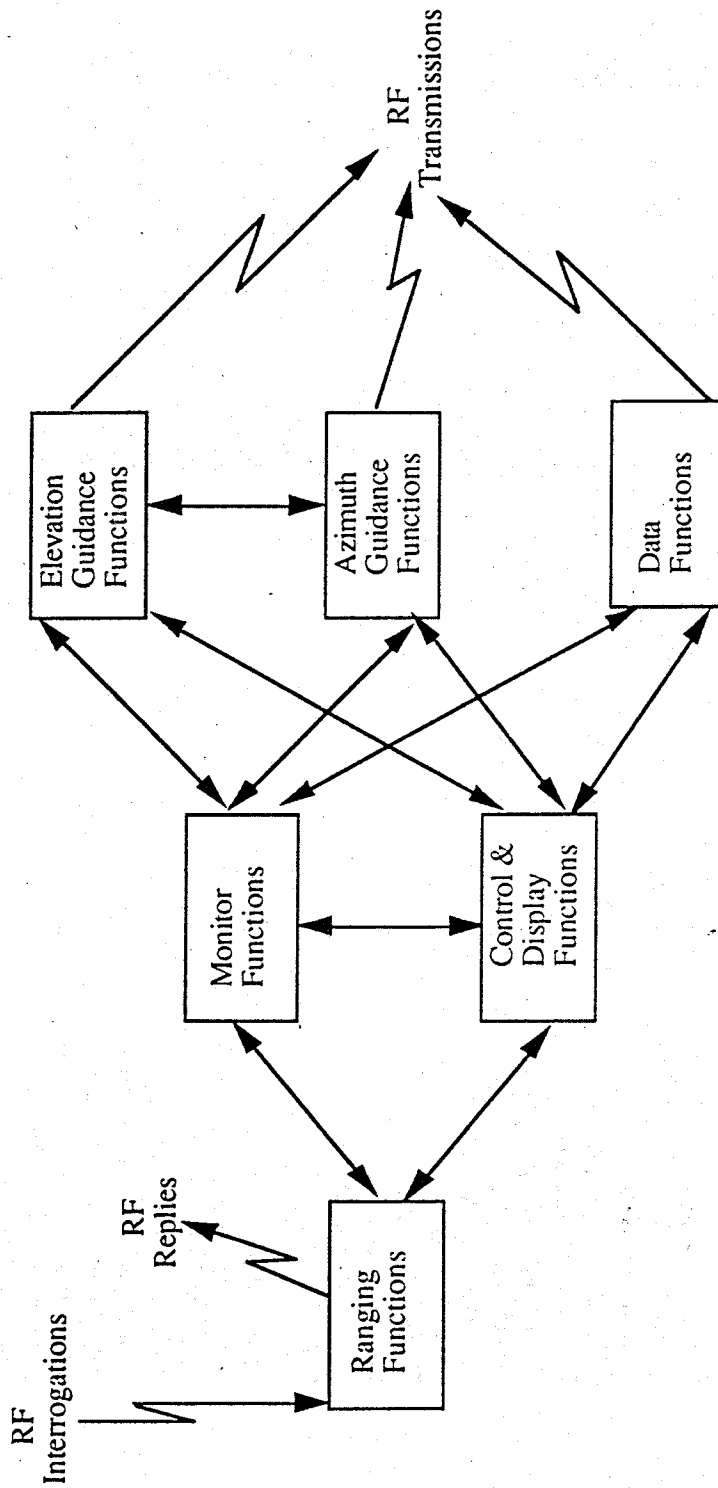 RF
Interrogations
RF
Replies
Ranging
Functions
Monitor
Functions
Control &
Display
Functions
Elevation
Guidance
Functions
Azimuth
Guidance
Functions
Data
Functions
RF
Transmissions